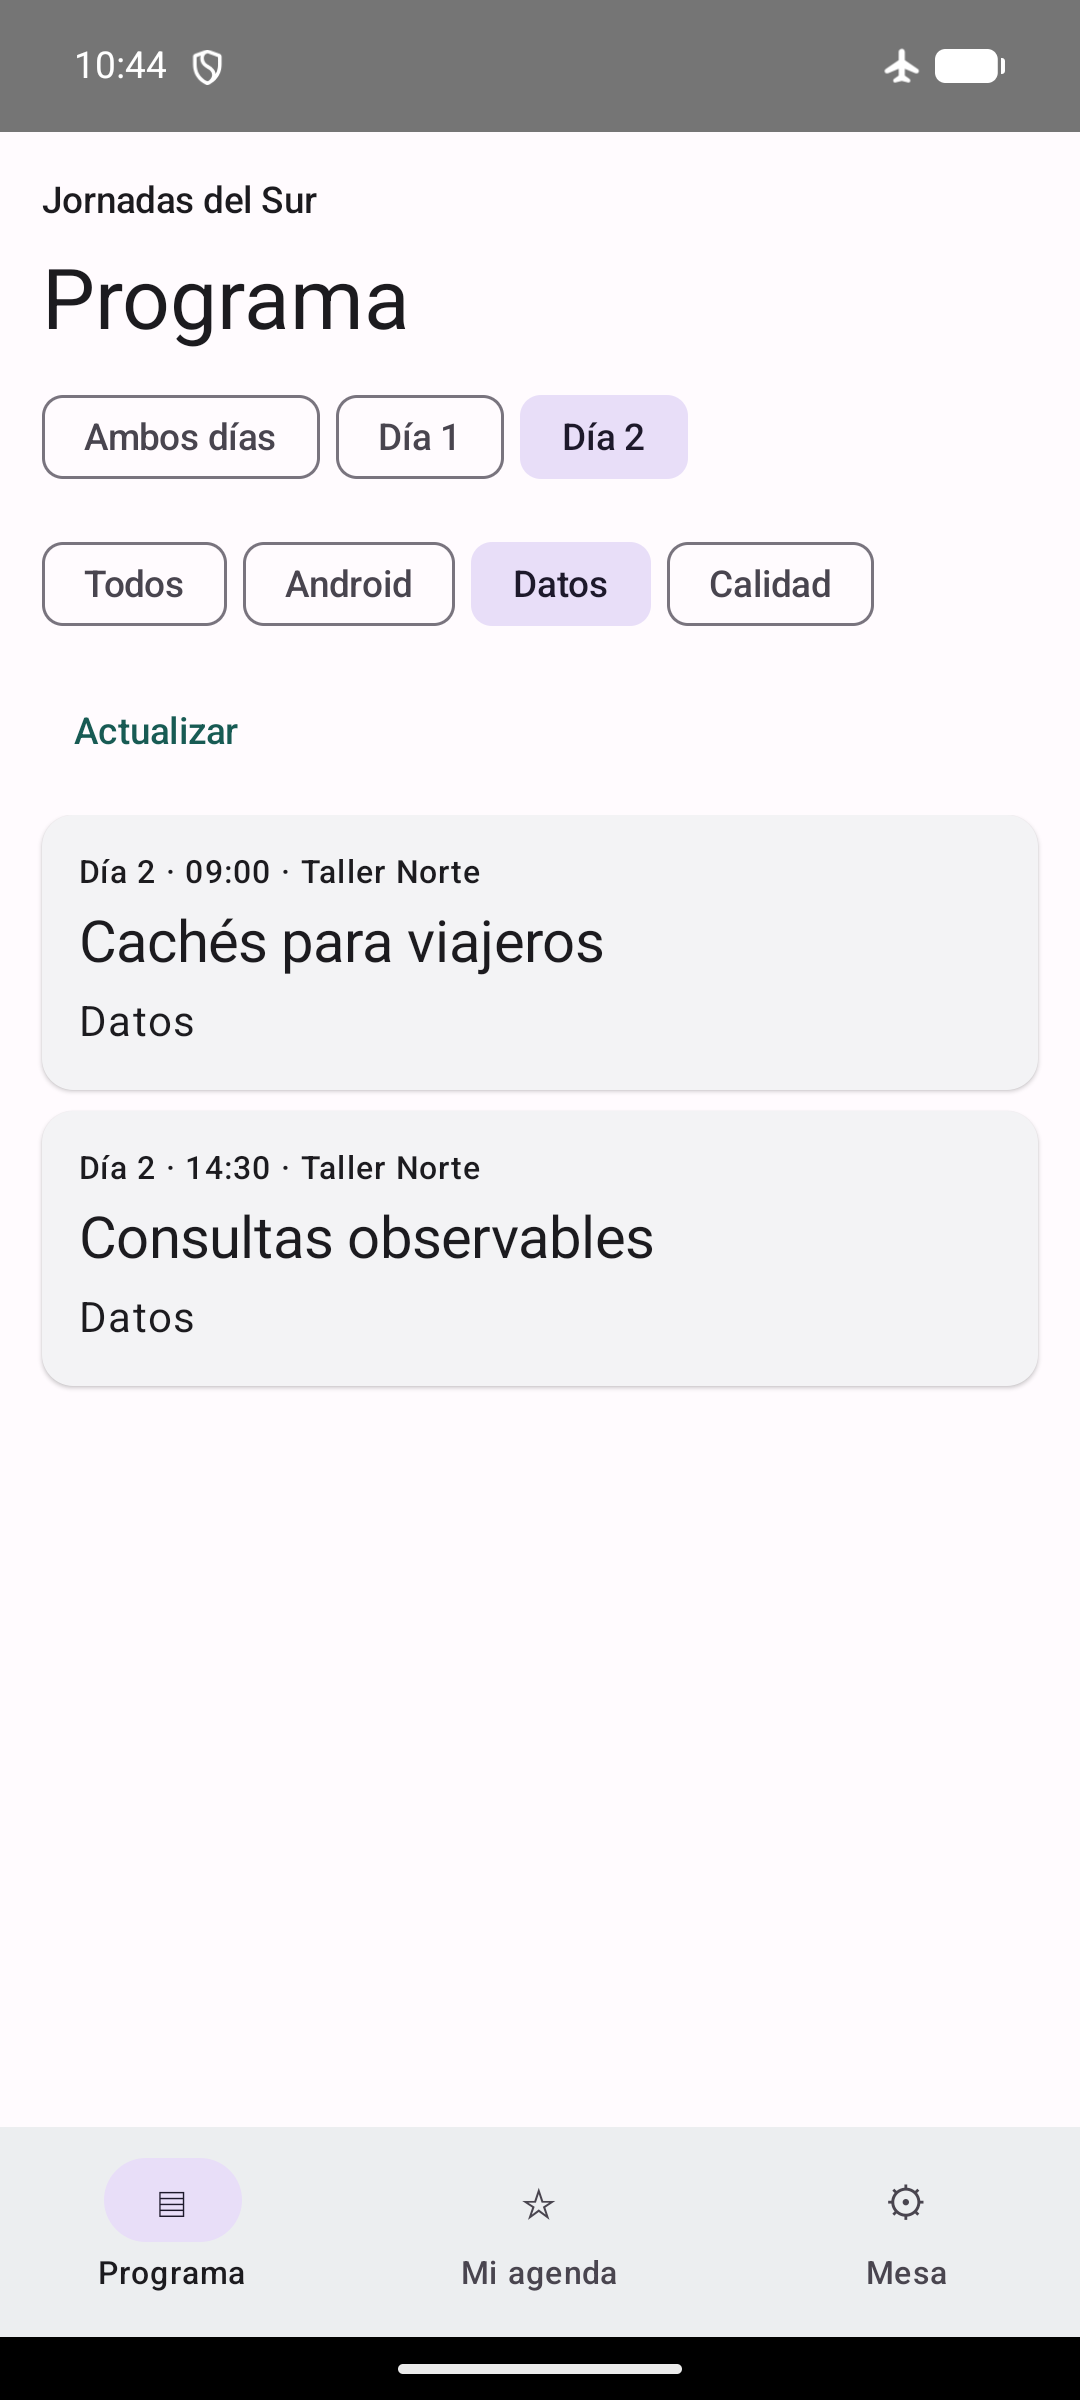 10:44
Jornadas del Sur
Programa
Ambos días Día 1 Día 2
Todos Android Datos Calidad
Actualizar
Día 2 · 09:00 · Taller Norte
Cachés para viajeros
Datos
Día 2 · 14:30 · Taller Norte
Consultas observables
Datos
Programa Mi agenda Mesa